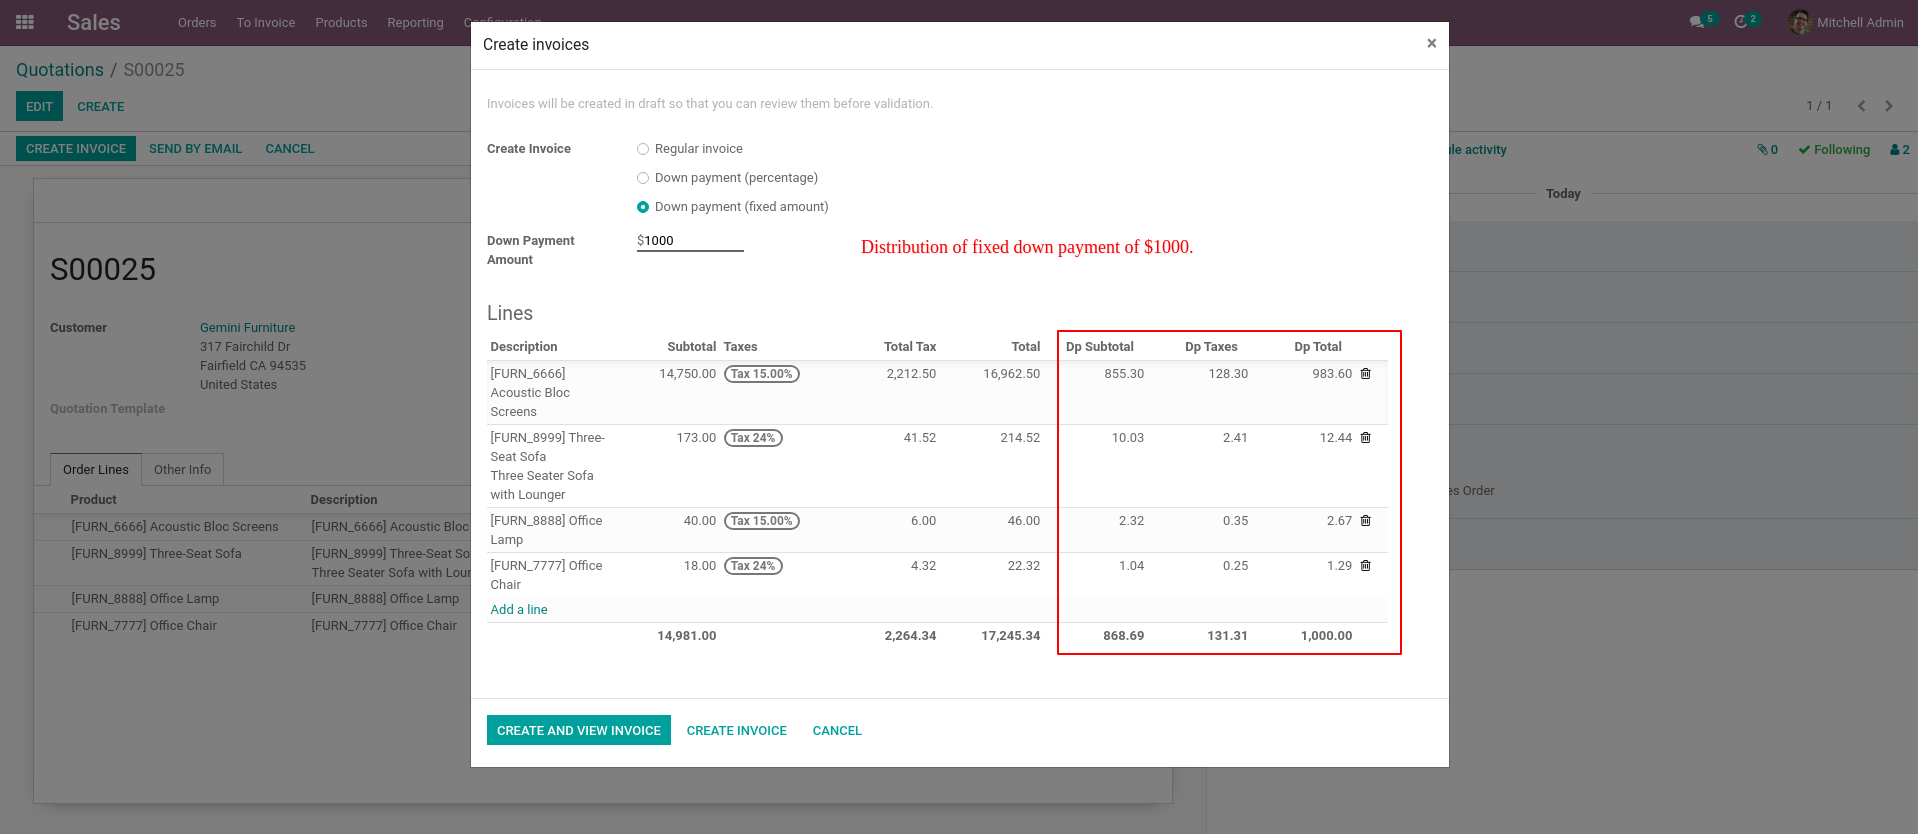 Sales Orders To Invoice Products Reporting Configuration 5 2 Mitchell Admin
Quotations / S00025
EDIT CREATE 1 / 1
CREATE INVOICE SEND BY EMAIL CANCEL
0 Following 2
activity
Today
S00025
Customer Gemini Furniture
317 Fairchild Dr
Fairfield CA 94535
United States
Quotation Template
Order Lines Other Info
Product Description
[FURN_6666] Acoustic Bloc Screens [FURN_6666] Acoustic Bloc
[FURN_8999] Three-Seat Sofa [FURN_8999] Three-Seat So
Three Seater Sofa with Loun
[FURN_8888] Office Lamp [FURN_8888] Office Lamp
[FURN_7777] Office Chair [FURN_7777] Office Chair
es Order
Create invoices ×
Invoices will be created in draft so that you can review them before validation.
Create Invoice Regular invoice
Down payment (percentage)
Down payment (fixed amount)
Down Payment
Amount
$1000
Distribution of fixed down payment of $1000.
Lines
Description Subtotal Taxes Total Tax Total Dp Subtotal Dp Taxes Dp Total
[FURN_6666] 14,750.00 Tax 15.00% 2,212.50 16,962.50 855.30 128.30 983.60
Acoustic Bloc
Screens
[FURN_8999] Three- 173.00 Tax 24% 41.52 214.52 10.03 2.41 12.44
Seat Sofa
Three Seater Sofa
with Lounger
[FURN_8888] Office 40.00 Tax 15.00% 6.00 46.00 2.32 0.35 2.67
Lamp
[FURN_7777] Office 18.00 Tax 24% 4.32 22.32 1.04 0.25 1.29
Chair
Add a line
14,981.00 2,264.34 17,245.34 868.69 131.31 1,000.00
CREATE AND VIEW INVOICE CREATE INVOICE CANCEL